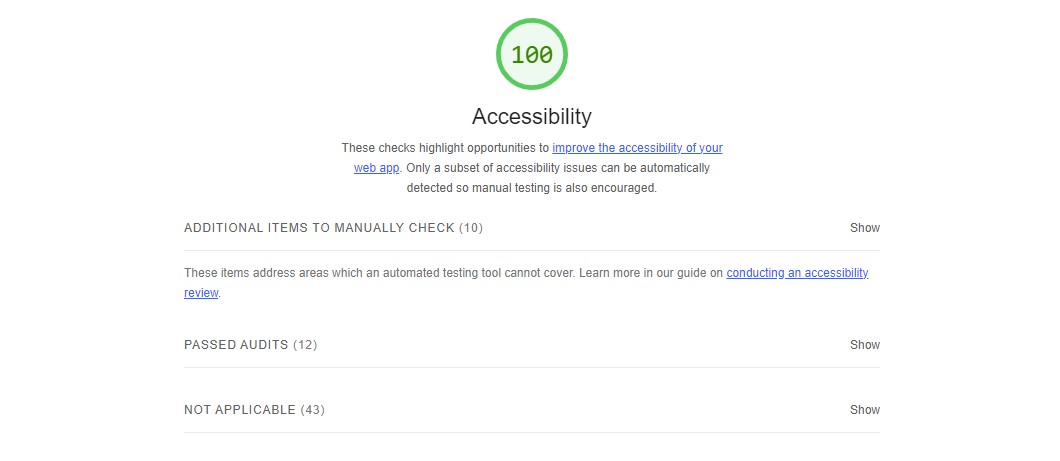 100
Accessibility
These checks highlight opportunities to improve the accessibility of your
web app. Only a subset of accessibility issues can be automatically
detected so manual testing is also encouraged.
ADDITIONAL ITEMS TO MANUALLY CHECK (10) Show
These items address areas which an automated testing tool cannot cover. Learn more in our guide on conducting an accessibility
review.
PASSED AUDITS (12) Show
NOT APPLICABLE (43) Show